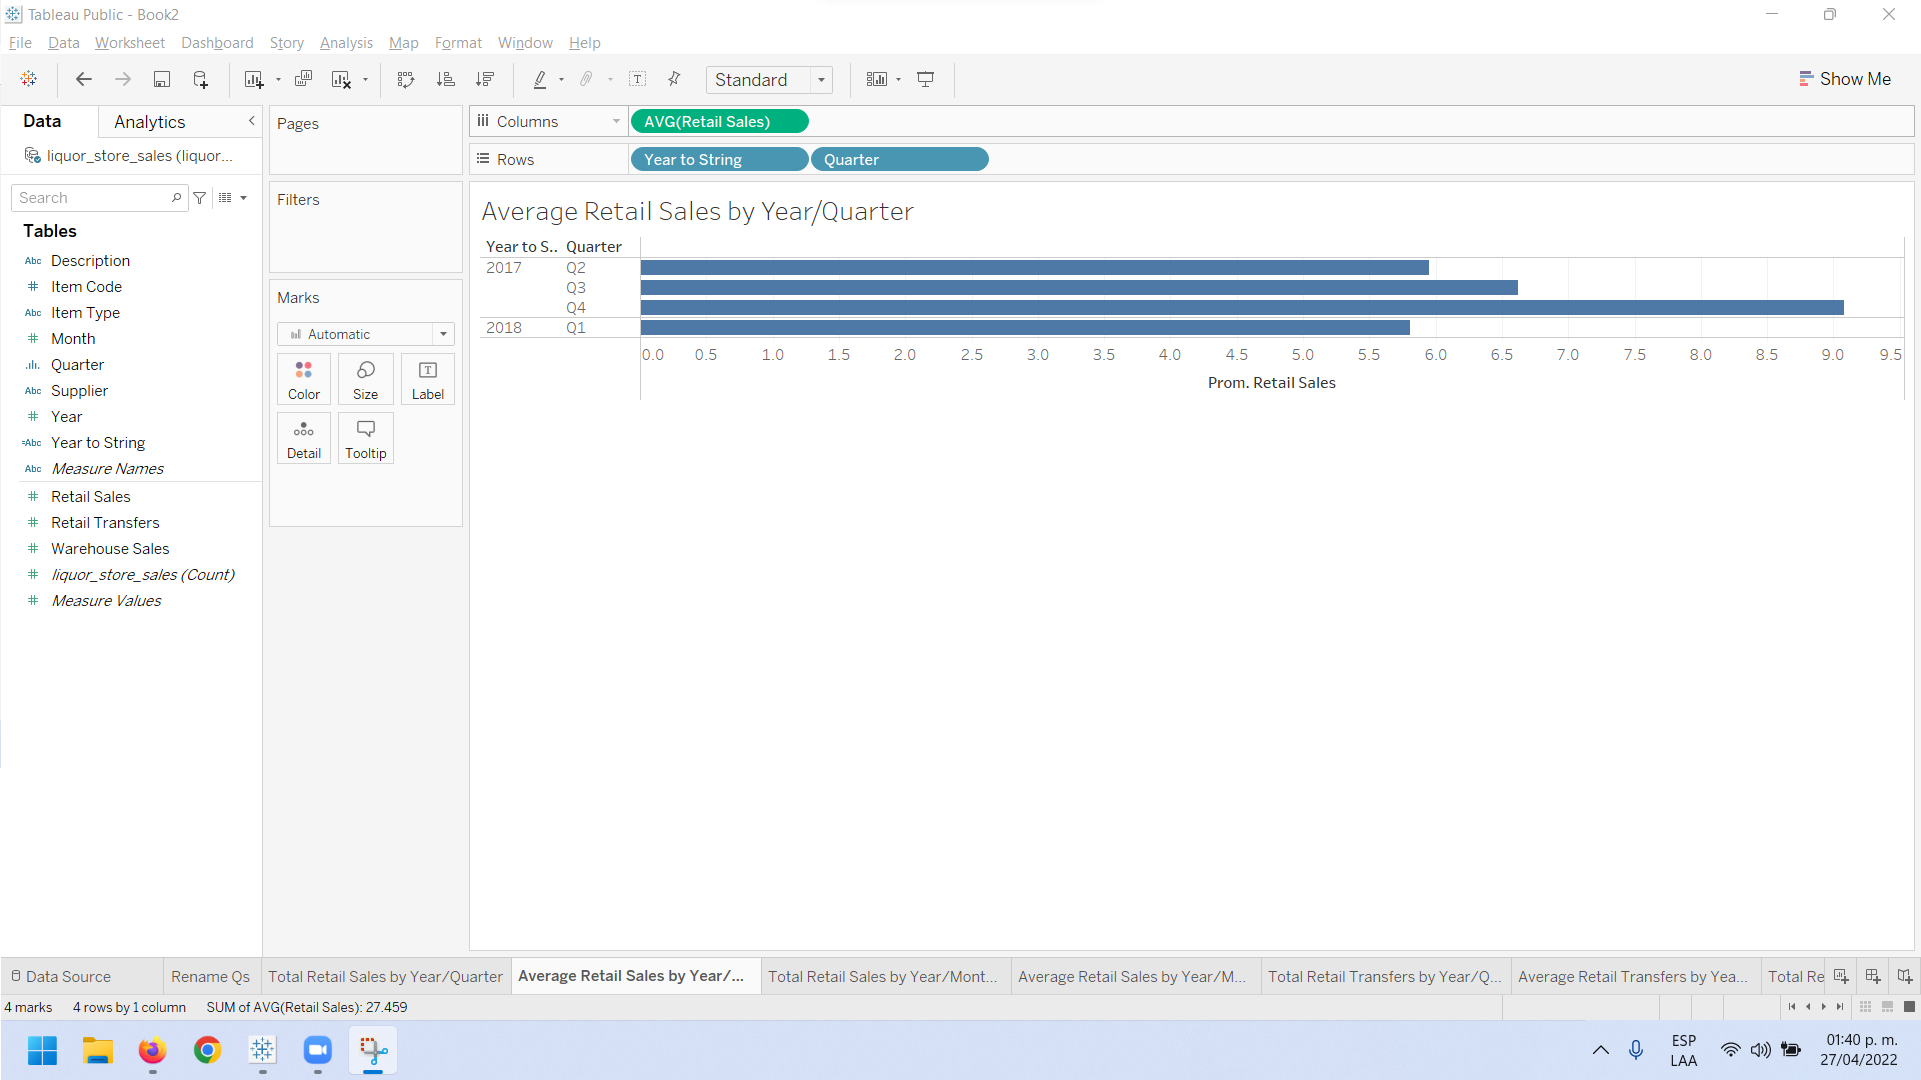 Tableau Public - Book2
File Data Worksheet Dashboard Story Analysis Map Format Window Help
Standard
Show Me
Data
Analytics
liquor_store_sales (liquor...
Search
Tables
Abc Description
# Item Code
Abc Item Type
# Month
Quarter
Abc Supplier
# Year
=Abc Year to String
Abc Measure Names
# Retail Sales
# Retail Transfers
# Warehouse Sales
# liquor_store_sales (Count)
# Measure Values
Pages
Filters
Marks
Automatic
Color
Size
Label
Detail
Tooltip
Columns
AVG(Retail Sales)
Rows
Year to String
Quarter
Average Retail Sales by Year/Quarter
Year to S.. Quarter
2017 Q2
Q3
Q4
2018 Q1
0.0 0.5 1.0 1.5 2.0 2.5 3.0 3.5 4.0 4.5 5.0 5.5 6.0 6.5 7.0 7.5 8.0 8.5 9.0 9.5
Prom. Retail Sales
Data Source
Rename Qs
Total Retail Sales by Year/Quarter
Average Retail Sales by Year/...
Total Retail Sales by Year/Mont...
Average Retail Sales by Year/M...
Total Retail Transfers by Year/Q...
Average Retail Transfers by Yea...
Total Re
4 marks 4 rows by 1 column SUM of AVG(Retail Sales): 27.459
ESP
LAA
01:40 p. m.
27/04/2022